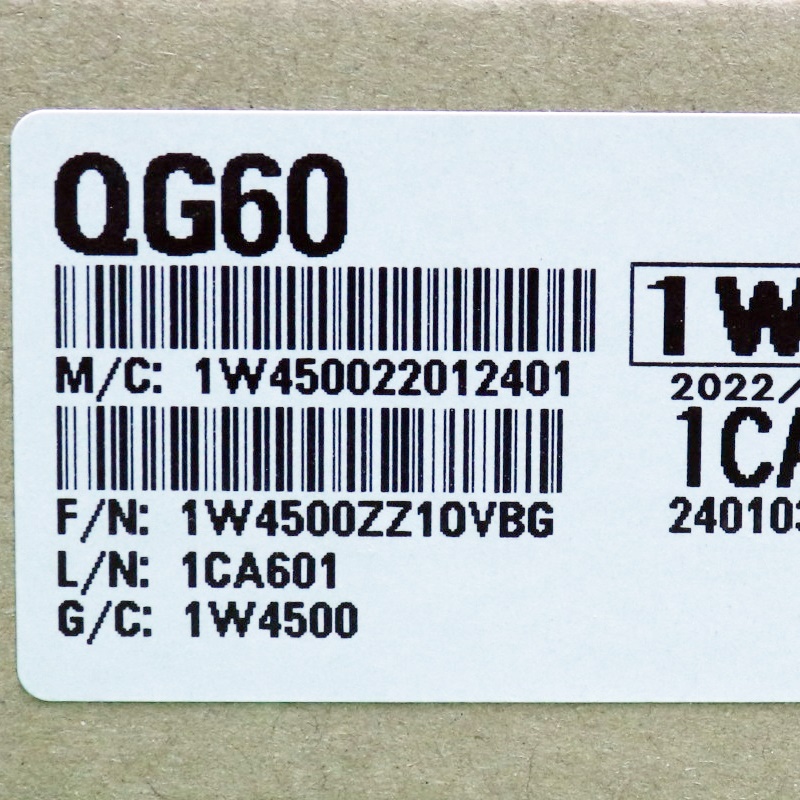 QG60
M/C: 1W450022012401
F/N: 1W4500ZZ10VBG
L/N: 1CA601
G/C: 1W4500
1W
2022/
1CA
240103